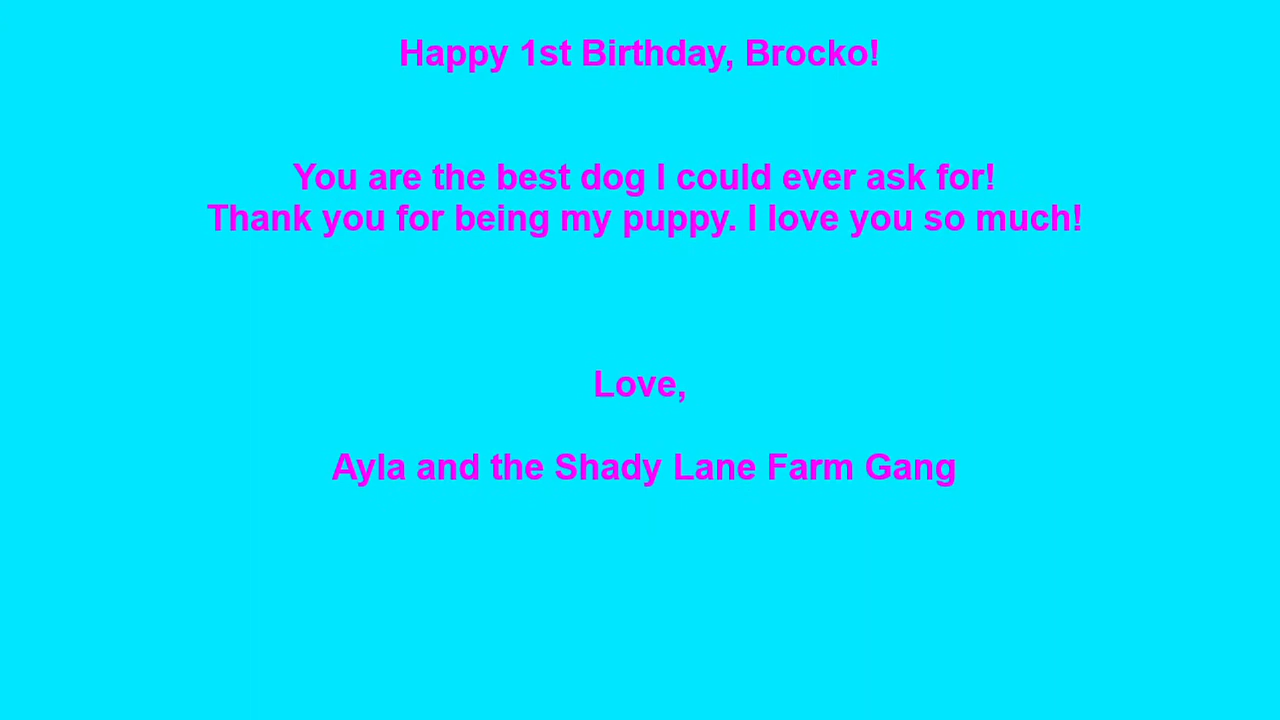 Happy 1st Birthday, Brocko!
You are the best dog I could ever ask for!
Thank you for being my puppy. I love you so much!
Love,
Ayla and the Shady Lane Farm Gang